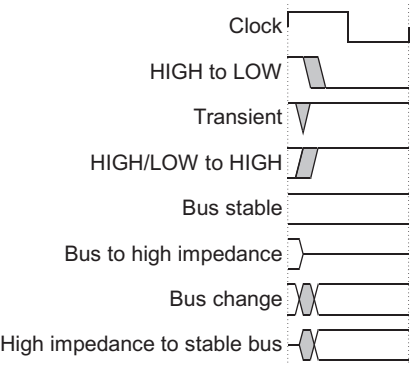 Clock
HIGH to LOW
Transient
HIGH/LOW to HIGH
Bus stable
Bus to high impedance
Bus change
High impedance to stable bus